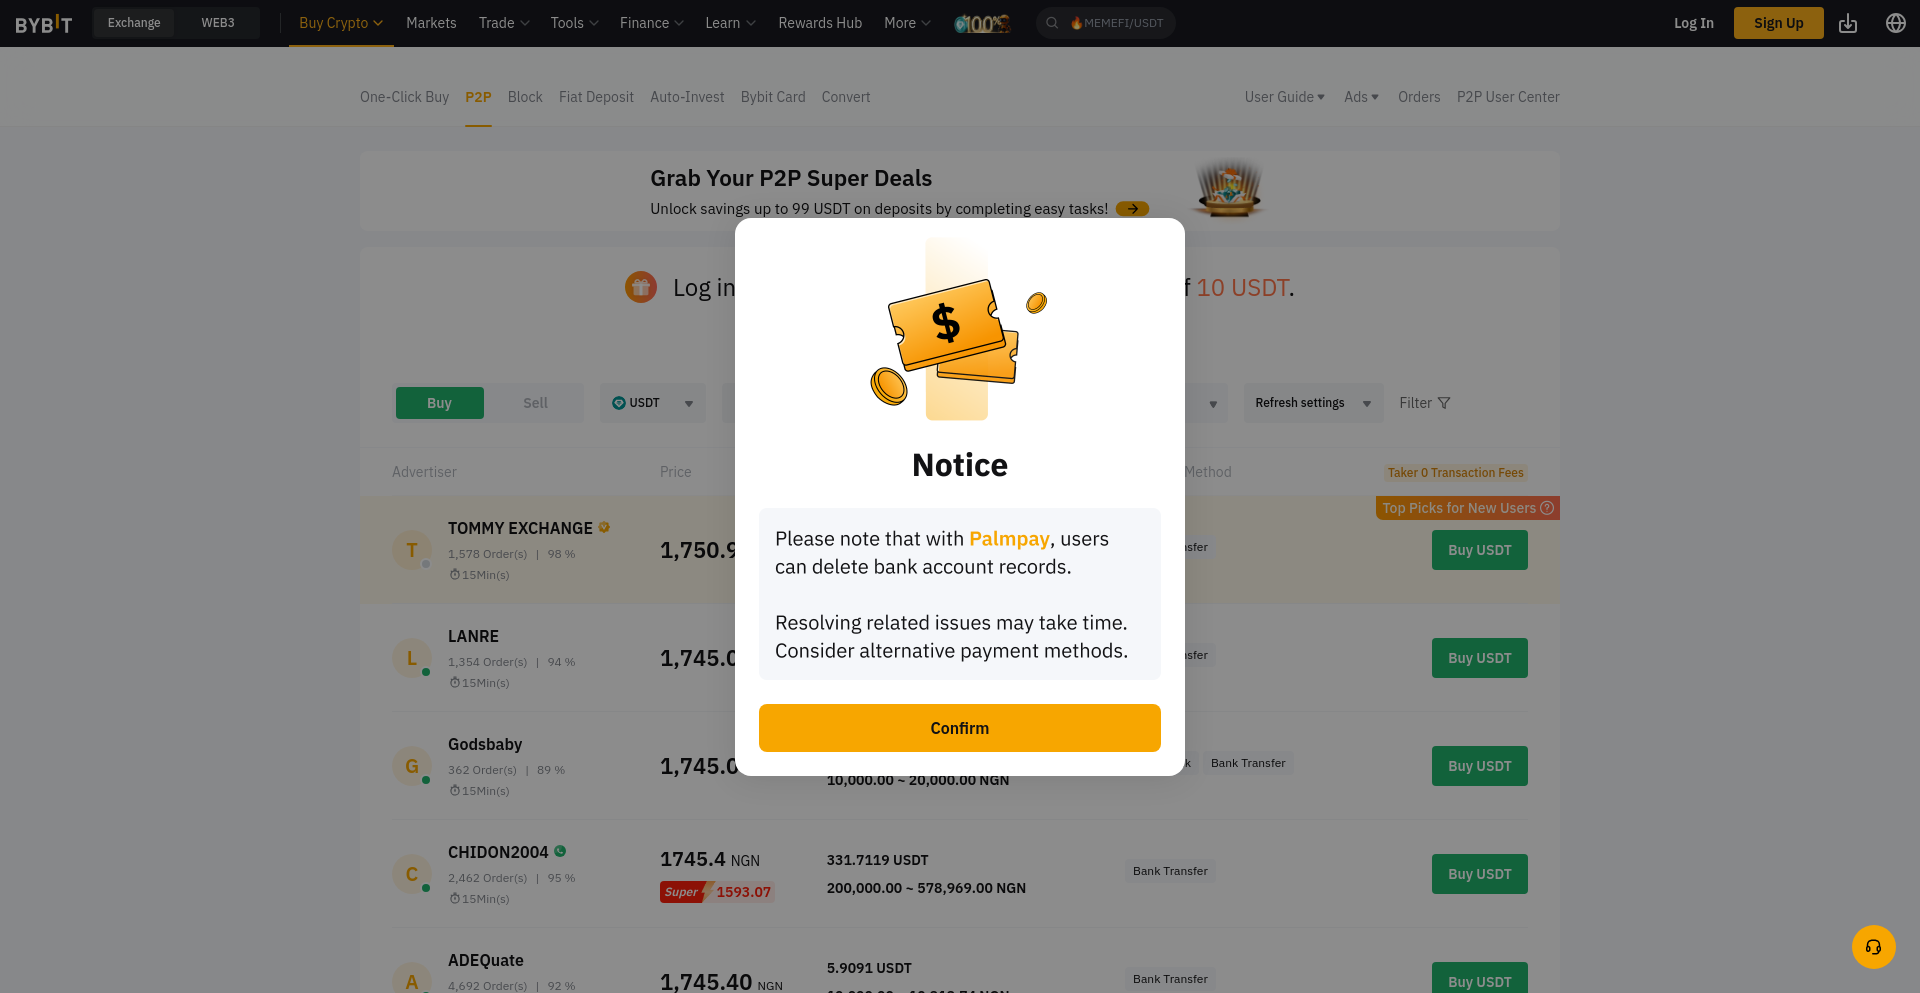 BYBIT
Exchange
WEB3
Buy Crypto
Markets
Trade
Tools
Finance
Learn
Rewards Hub
More
100%
MEMEFI/USDT
Log In
Sign Up
One-Click Buy
P2P
Block
Fiat Deposit
Auto-Invest
Bybit Card
Convert
User Guide
Ads
Orders
P2P User Center
Grab Your P2P Super Deals
Unlock savings up to 99 USDT on deposits by completing easy tasks!
Log in
10 USDT.
Buy
Sell
USDT
Refresh settings
Filter
Advertiser
Price
Method
Taker 0 Transaction Fees
Top Picks for New Users
T
TOMMY EXCHANGE
1,578 Order(s) | 98 %
15Min(s)
1,750.9
Buy USDT
L
LANRE
1,354 Order(s) | 94 %
15Min(s)
1,745.0
Buy USDT
G
Godsbaby
362 Order(s) | 89 %
15Min(s)
1,745.0
10,000.00 ~ 20,000.00 NGN
Bank Transfer
Buy USDT
C
CHIDON2004
2,462 Order(s) | 95 %
15Min(s)
1745.4 NGN
Super 1593.07
331.7119 USDT
200,000.00 ~ 578,969.00 NGN
Bank Transfer
Buy USDT
A
ADEQuate
4,692 Order(s) | 92 %
1,745.40 NGN
5.9091 USDT
Bank Transfer
Buy USDT
$
Notice
Please note that with Palmpay, users
can delete bank account records.
Resolving related issues may take time.
Consider alternative payment methods.
Confirm